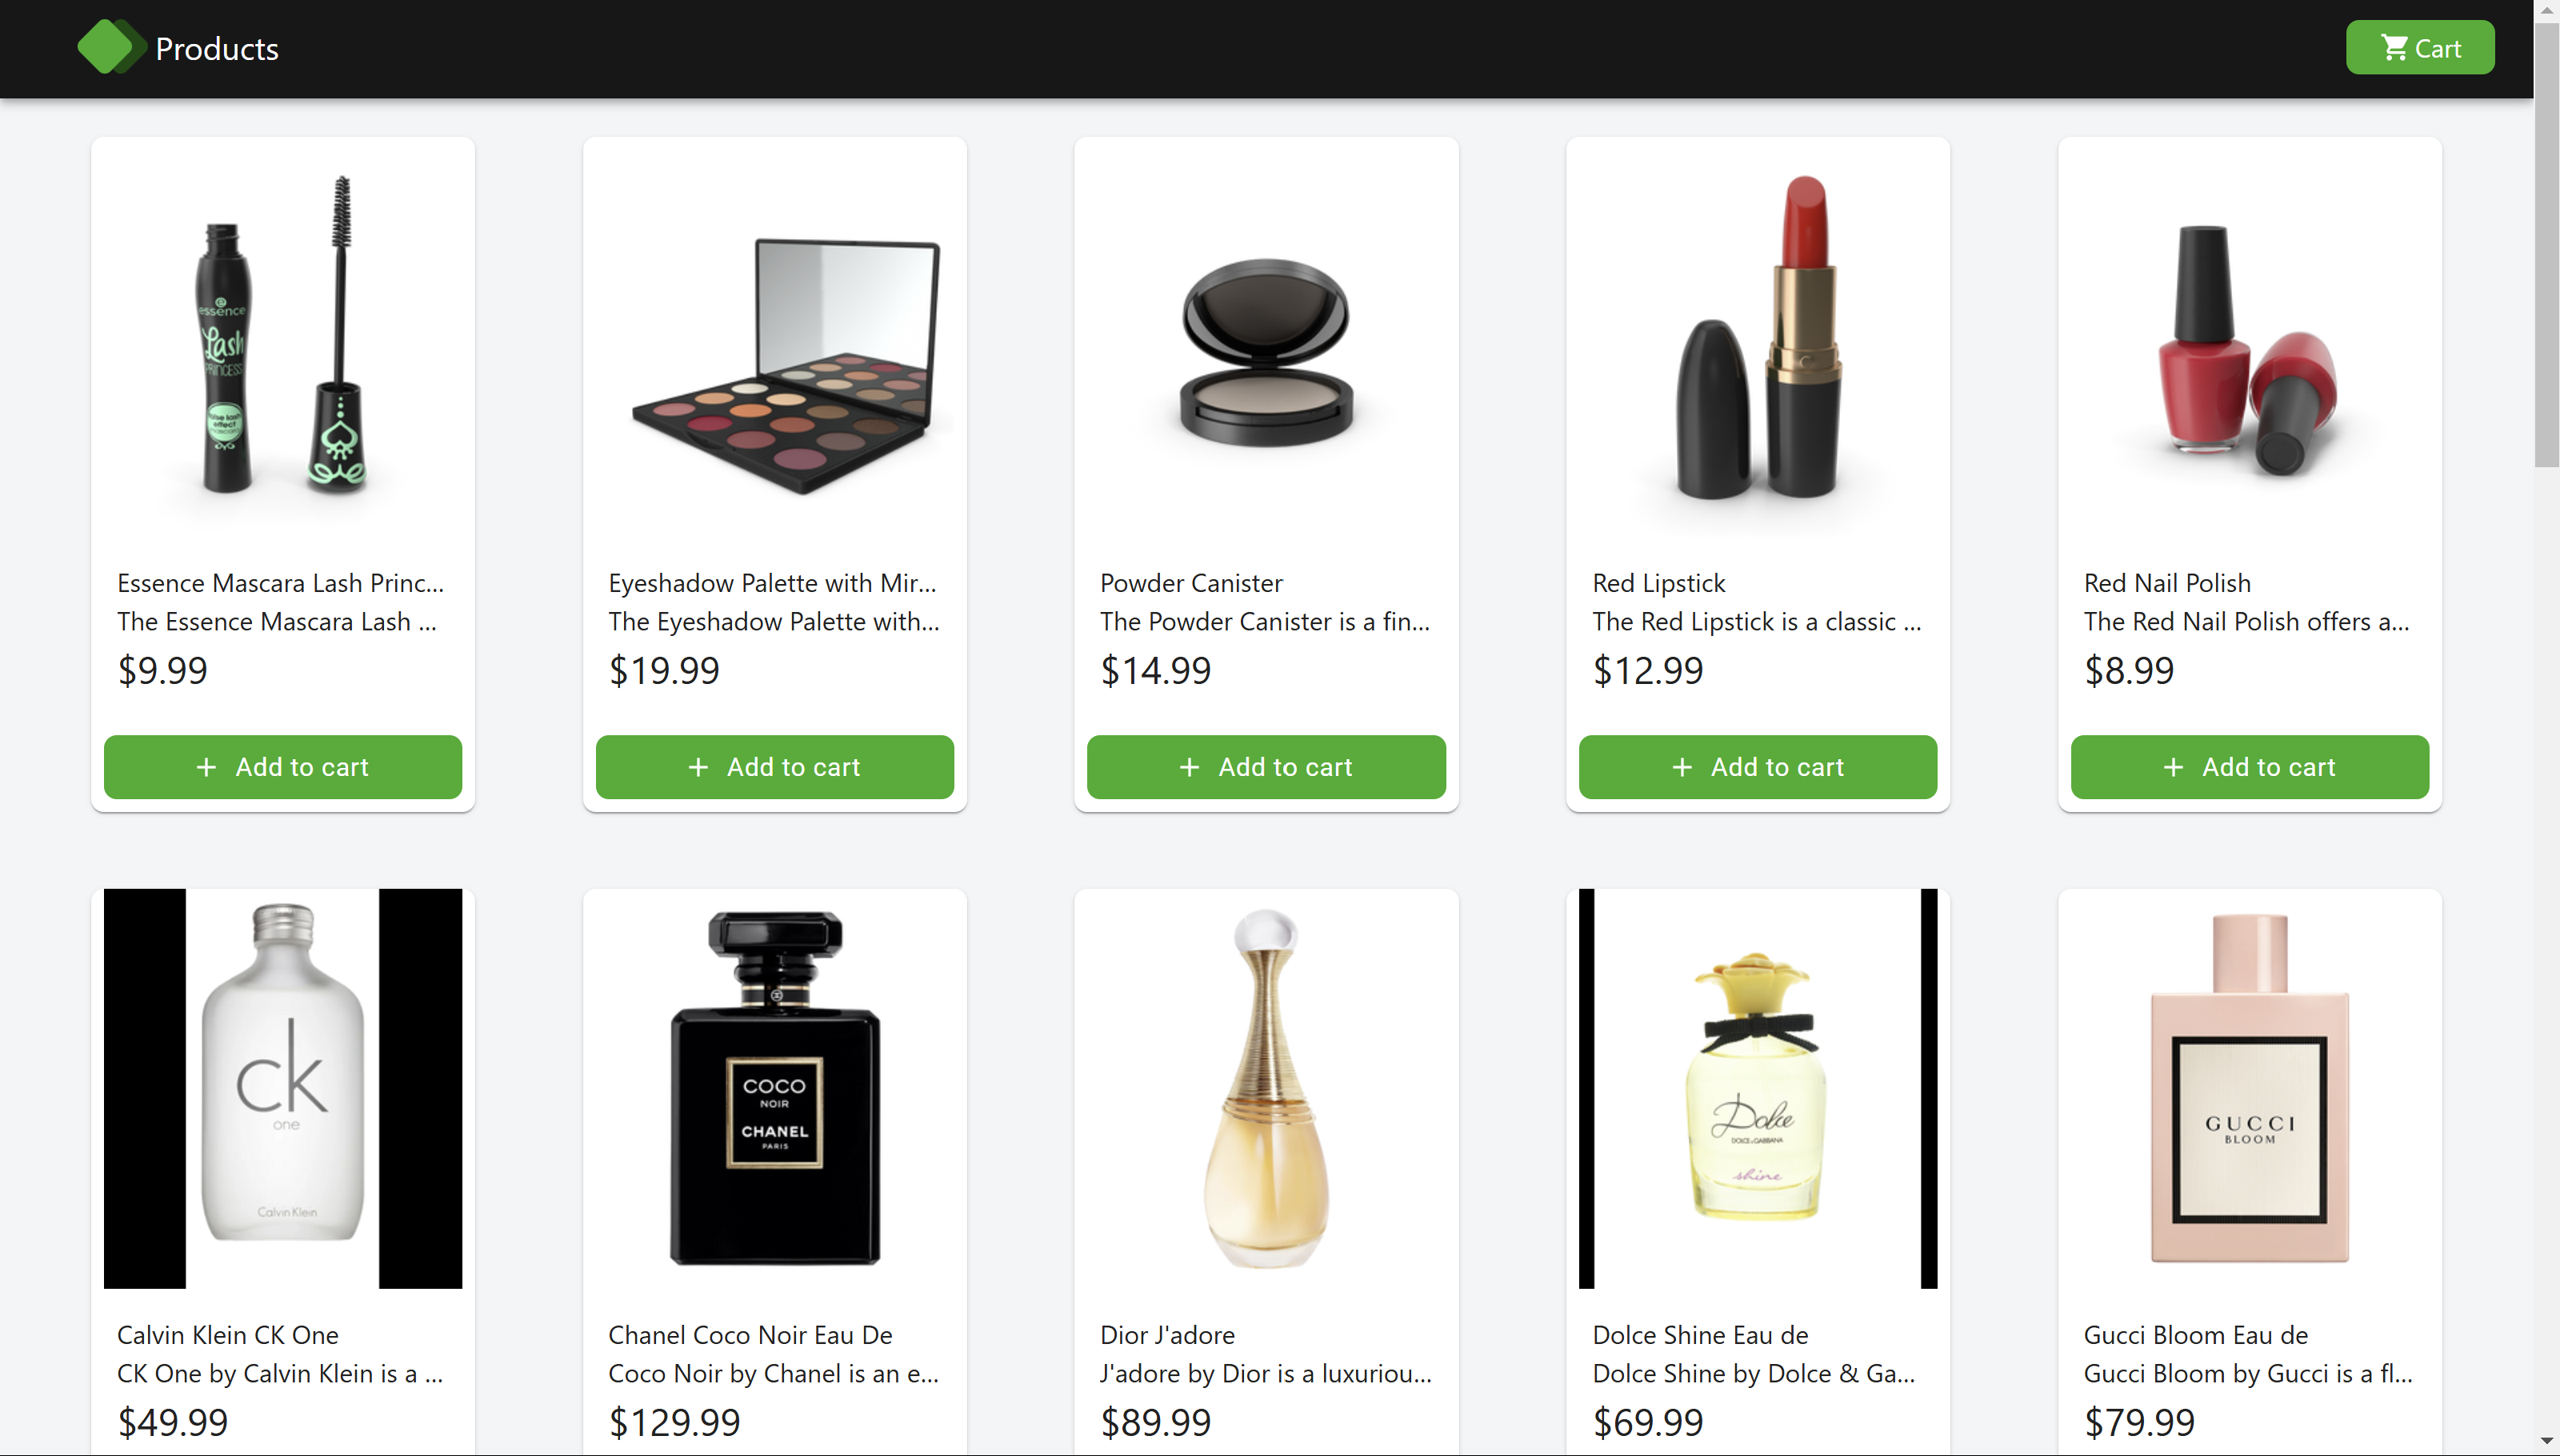 Products
Cart
essence
Lash
PRINCESS
false lash
effect
mascara
Essence Mascara Lash Princ...
The Essence Mascara Lash ...
$9.99
+ Add to cart
Eyeshadow Palette with Mir...
The Eyeshadow Palette with...
$19.99
+ Add to cart
Powder Canister
The Powder Canister is a fin...
$14.99
+ Add to cart
Red Lipstick
The Red Lipstick is a classic ...
$12.99
+ Add to cart
Red Nail Polish
The Red Nail Polish offers a...
$8.99
+ Add to cart
ck
one
Calvin Klein
Calvin Klein CK One
CK One by Calvin Klein is a ...
$49.99
COCO
NOIR
CHANEL
PARIS
Chanel Coco Noir Eau De
Coco Noir by Chanel is an e...
$129.99
Dior J'adore
J'adore by Dior is a luxuriou...
$89.99
Dolce
DOLCE & GABBANA
shine
Dolce Shine Eau de
Dolce Shine by Dolce & Ga...
$69.99
GUCCI
BLOOM
Gucci Bloom Eau de
Gucci Bloom by Gucci is a fl...
$79.99